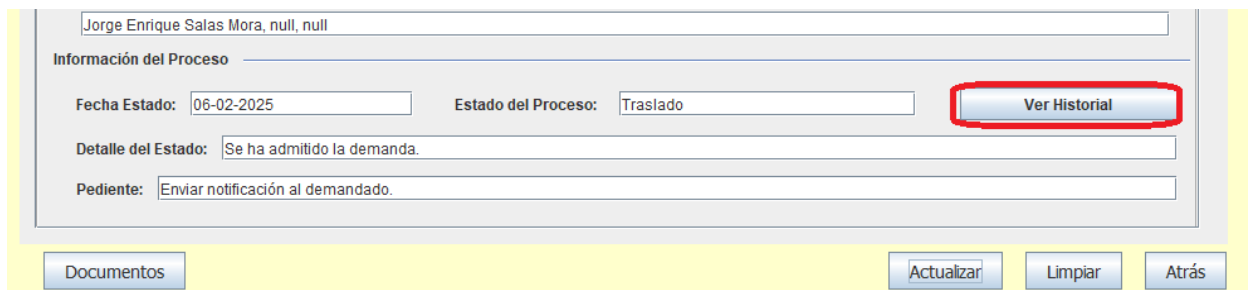 Jorge Enrique Salas Mora, null, null
Información del Proceso
Fecha Estado: 06-02-2025 Estado del Proceso: Traslado Ver Historial
Detalle del Estado: Se ha admitido la demanda.
Pediente: Enviar notificación al demandado.
Documentos Actualizar Limpiar Atrás